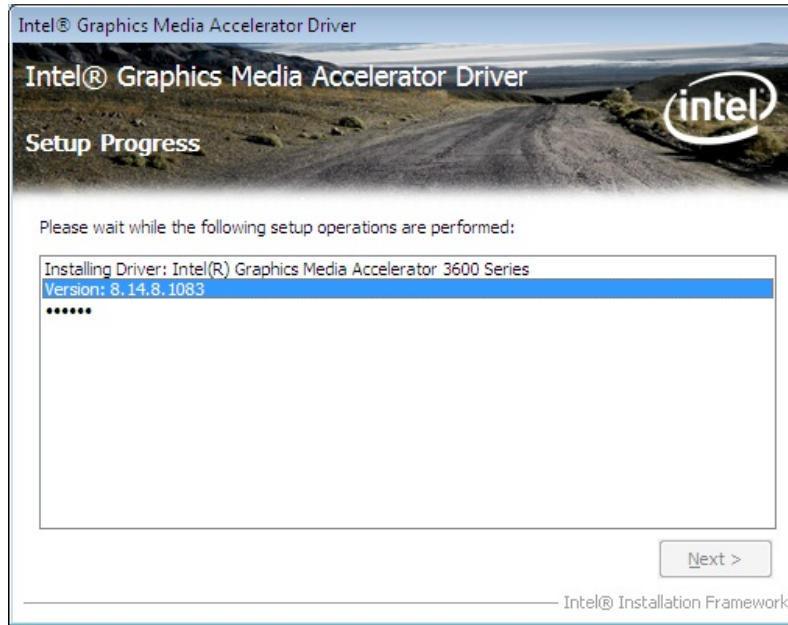 Intel® Graphics Media Accelerator Driver
Intel® Graphics Media Accelerator Driver
intel
Setup Progress
Please wait while the following setup operations are performed:
Installing Driver: Intel(R) Graphics Media Accelerator 3600 Series
Version: 8.14.8.1083
••••••
Next >
Intel® Installation Framework